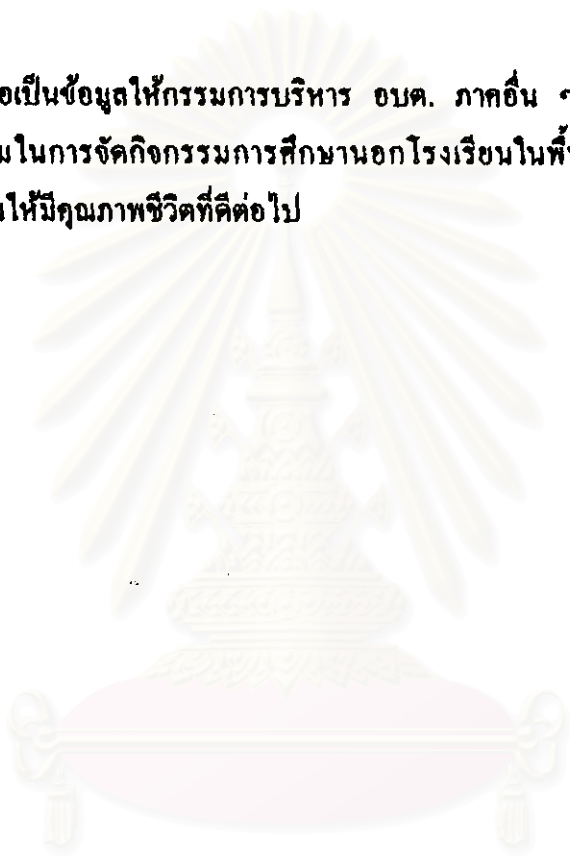 อเป็นข้อมูลให้กรรมการบริหาร อบต. ภาคอื่น ๆ
มในการจัดกิจกรรมการศึกษานอกโรงเรียนในพื้
ให้มีคุณภาพชีวิตที่ดีต่อไป